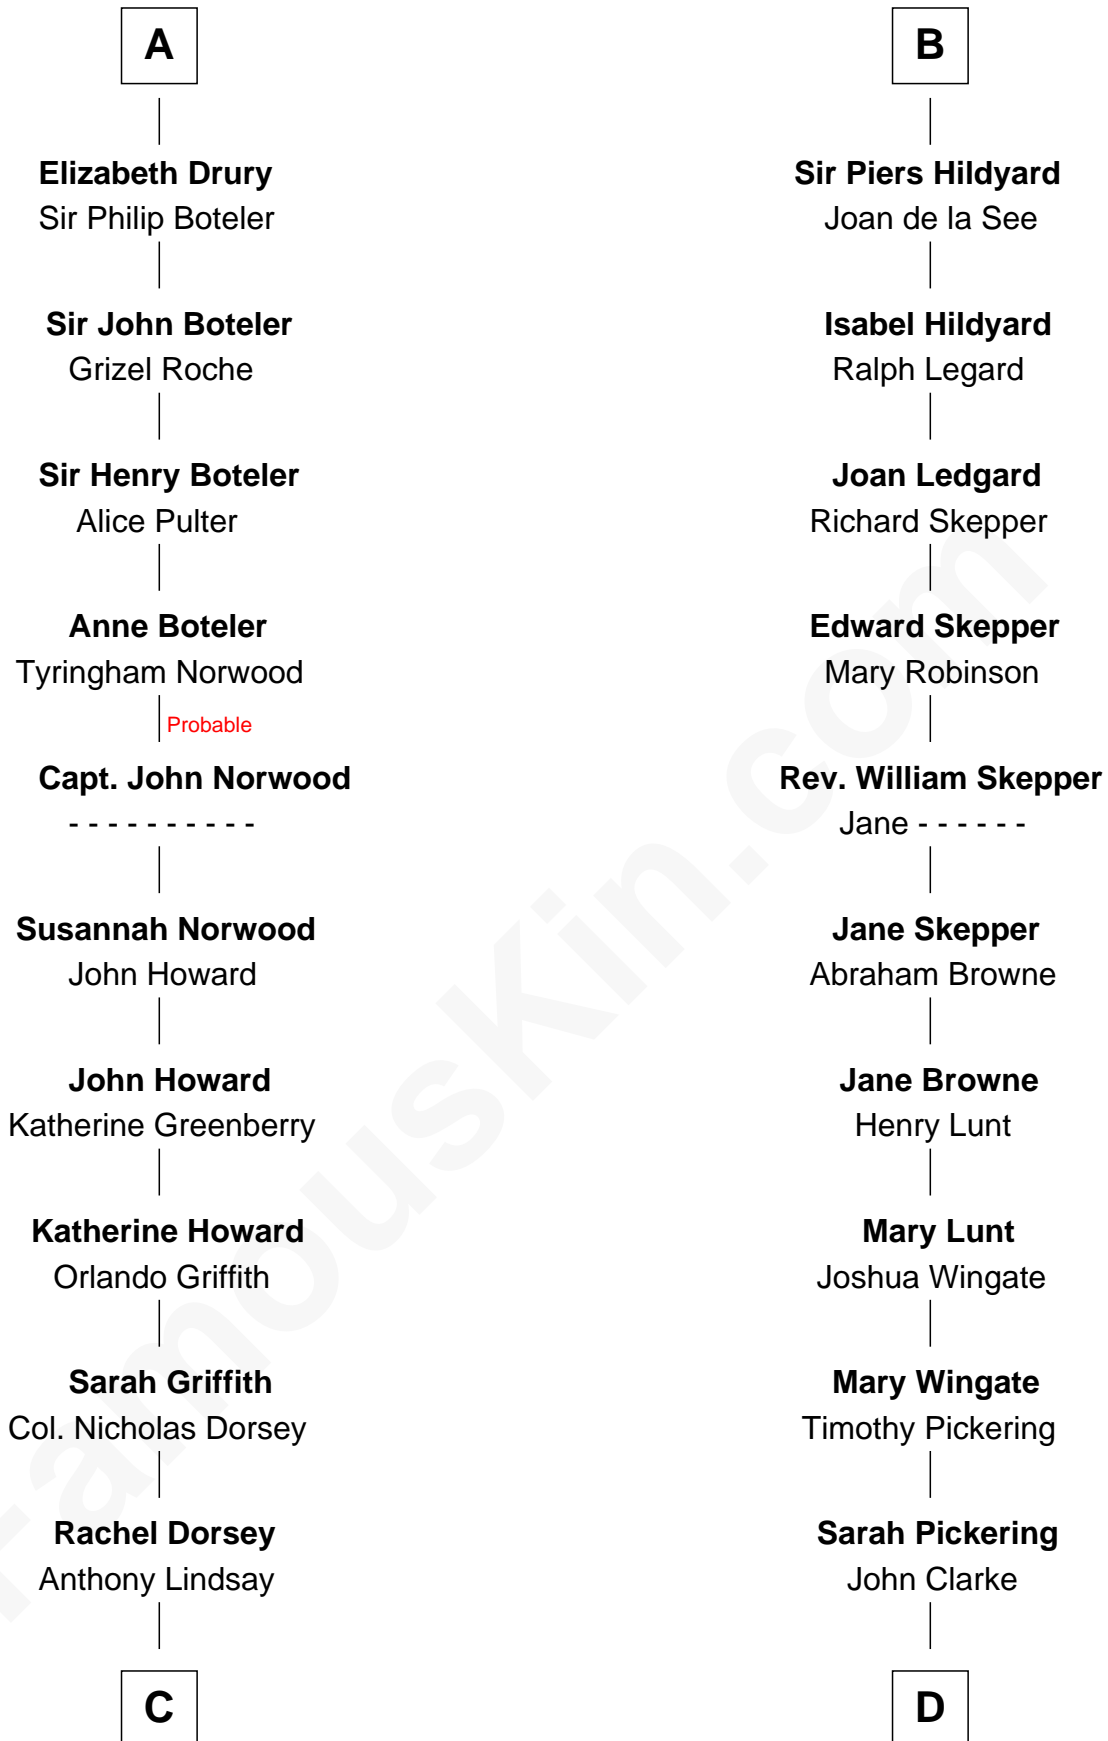 A
Elizabeth Drury
Sir Philip Boteler
Sir John Boteler
Grizel Roche
Sir Henry Boteler
Alice Pulter
Anne Boteler
Tyringham Norwood
Probable
Capt. John Norwood
- - - - - - - - - -
Susannah Norwood
John Howard
John Howard
Katherine Greenberry
Katherine Howard
Orlando Griffith
Sarah Griffith
Col. Nicholas Dorsey
Rachel Dorsey
Anthony Lindsay
C
B
Sir Piers Hildyard
Joan de la See
Isabel Hildyard
Ralph Legard
Joan Ledgard
Richard Skepper
Edward Skepper
Mary Robinson
Rev. William Skepper
Jane - - - - - -
Jane Skepper
Abraham Browne
Jane Browne
Henry Lunt
Mary Lunt
Joshua Wingate
Mary Wingate
Timothy Pickering
Sarah Pickering
John Clarke
D
FamousKin.com